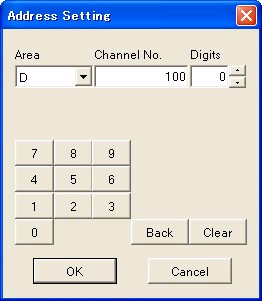 Address Setting
Area Channel No. Digits
D 100 0
7 8 9
4 5 6
1 2 3
0 Back Clear
OK Cancel